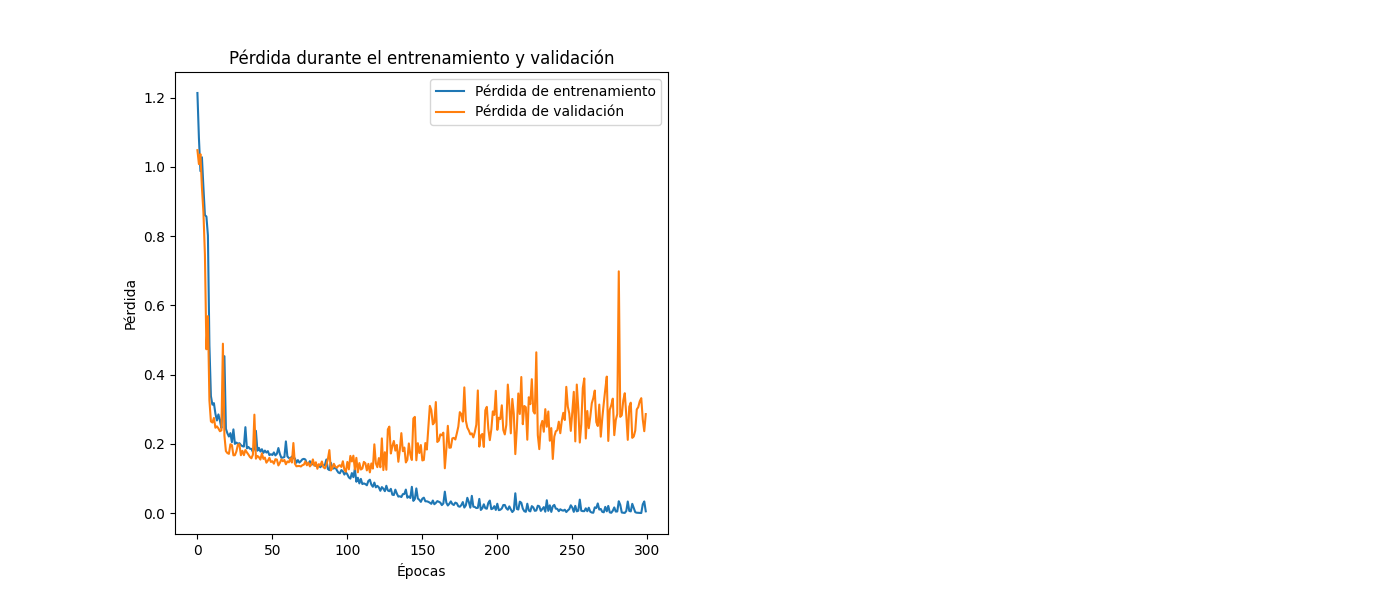 Pérdida durante el entrenamiento y validación
Pérdida de entrenamiento
Pérdida de validación
1.2
1.0
0.8
0.6
0.4
0.2
0.0
Pérdida
0 50 100 150 200 250 300
Épocas